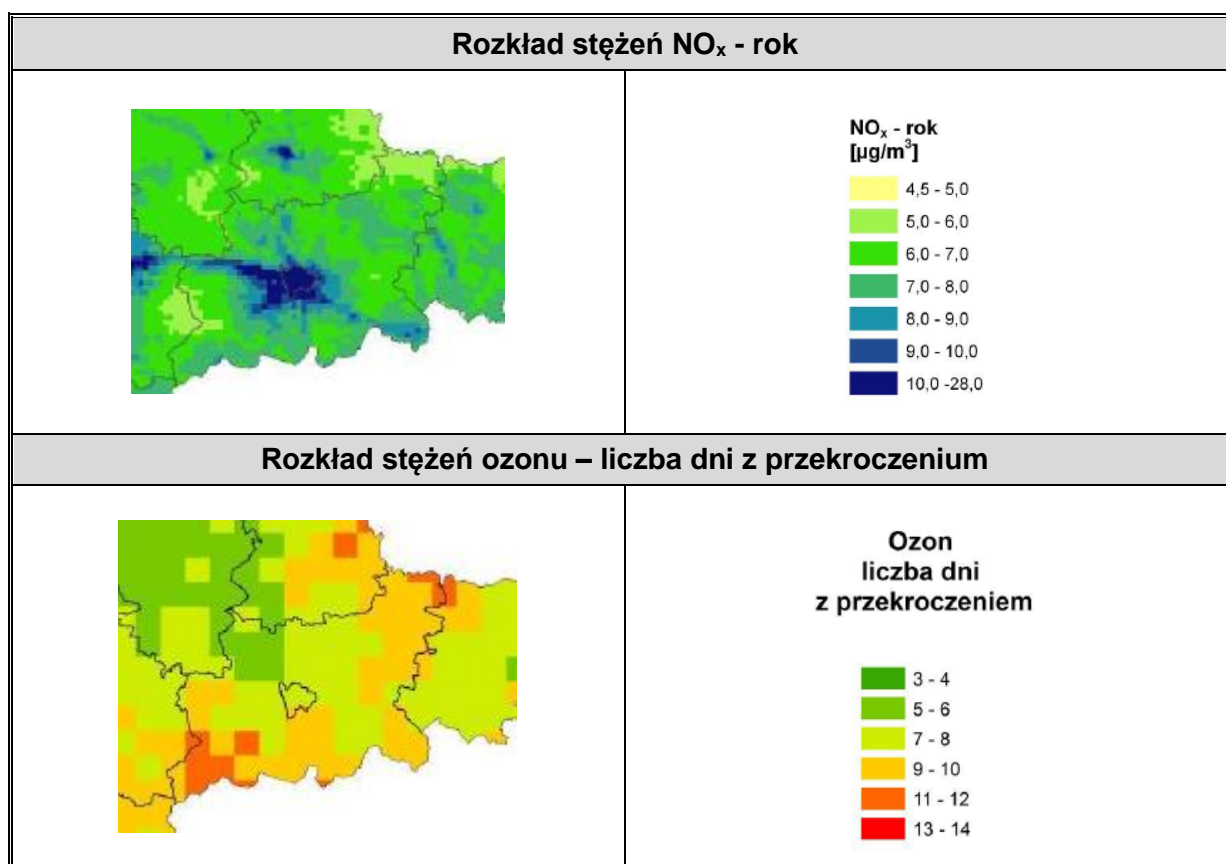 Rozkład stężeń NOₓ - rok
NOₓ - rok
[µg/m³]
4,5 - 5,0
5,0 - 6,0
6,0 - 7,0
7,0 - 8,0
8,0 - 9,0
9,0 - 10,0
10,0 -28,0
Rozkład stężeń ozonu – liczba dni z przekroczenium
Ozon
liczba dni
z przekroczeniem
3 - 4
5 - 6
7 - 8
9 - 10
11 - 12
13 - 14